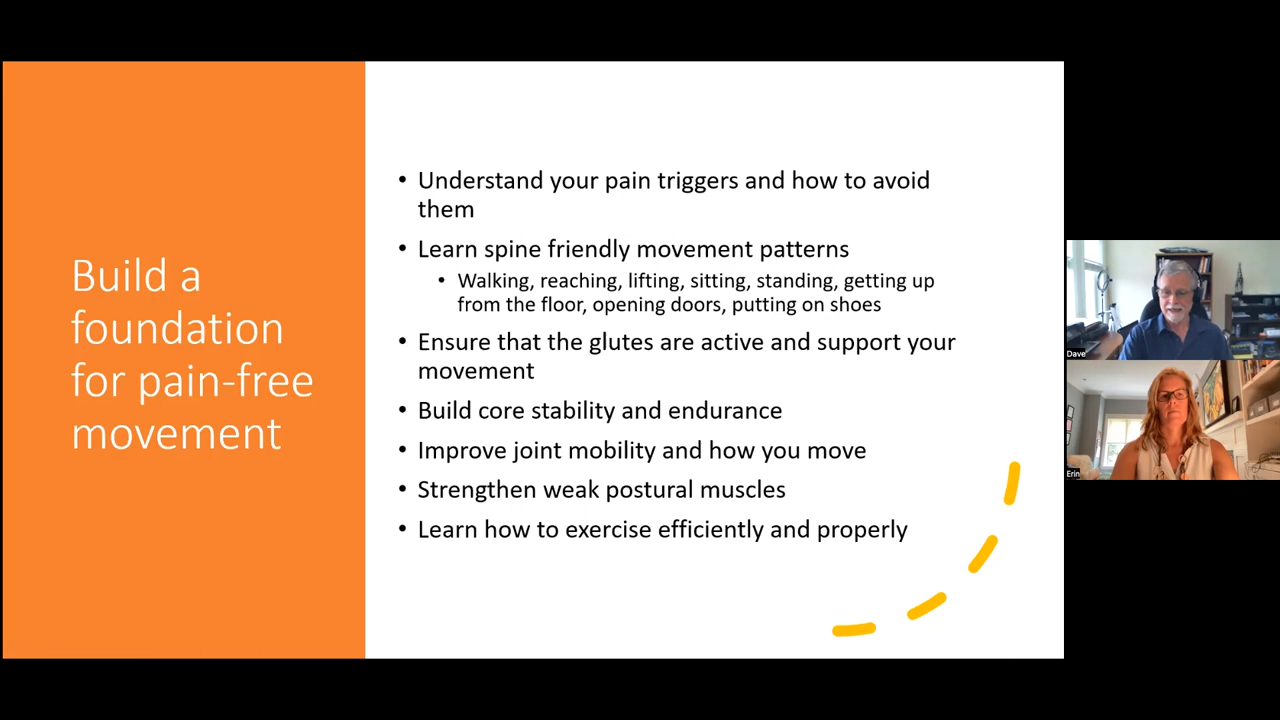 Build a
foundation
for pain-free
movement
• Understand your pain triggers and how to avoid
them
• Learn spine friendly movement patterns
• Walking, reaching, lifting, sitting, standing, getting up
from the floor, opening doors, putting on shoes
• Ensure that the glutes are active and support your
movement
• Build core stability and endurance
• Improve joint mobility and how you move
• Strengthen weak postural muscles
• Learn how to exercise efficiently and properly
Dave
Erin